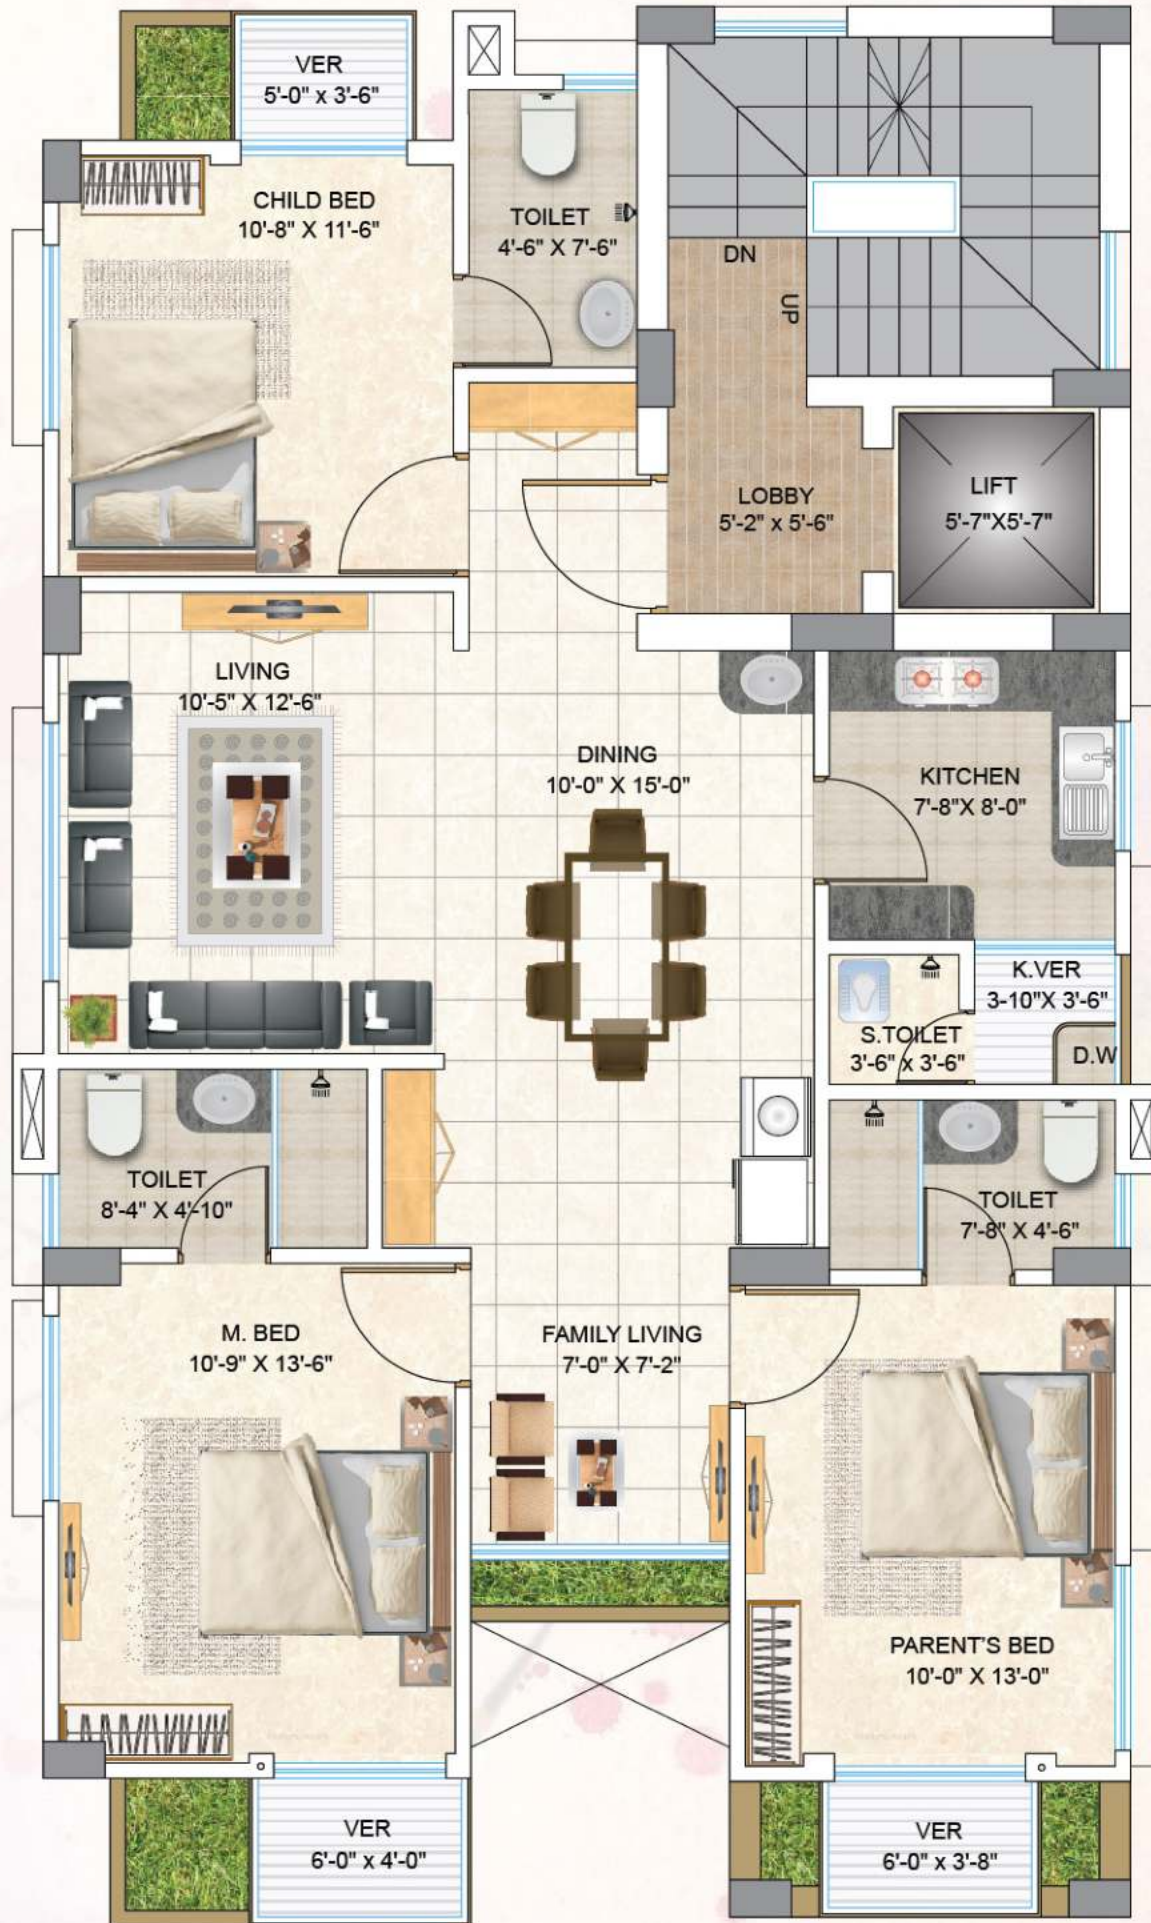 VER
5'-0" x 3'-6"
CHILD BED
10'-8" X 11'-6"
TOILET
4'-6" X 7'-6"
DN
UP
LOBBY
5'-2" x 5'-6"
LIFT
5'-7"X5'-7"
LIVING
10'-5" X 12'-6"
DINING
10'-0" X 15'-0"
KITCHEN
7'-8"X 8'-0"
K.VER
3-10"X 3'-6"
S.TOILET
3'-6" x 3'-6"
D.W
TOILET
8'-4" X 4'-10"
TOILET
7'-8" X 4'-6"
M. BED
10'-9" X 13'-6"
FAMILY LIVING
7'-0" X 7'-2"
PARENT'S BED
10'-0" X 13'-0"
VER
6'-0" x 4'-0"
VER
6'-0" x 3'-8"